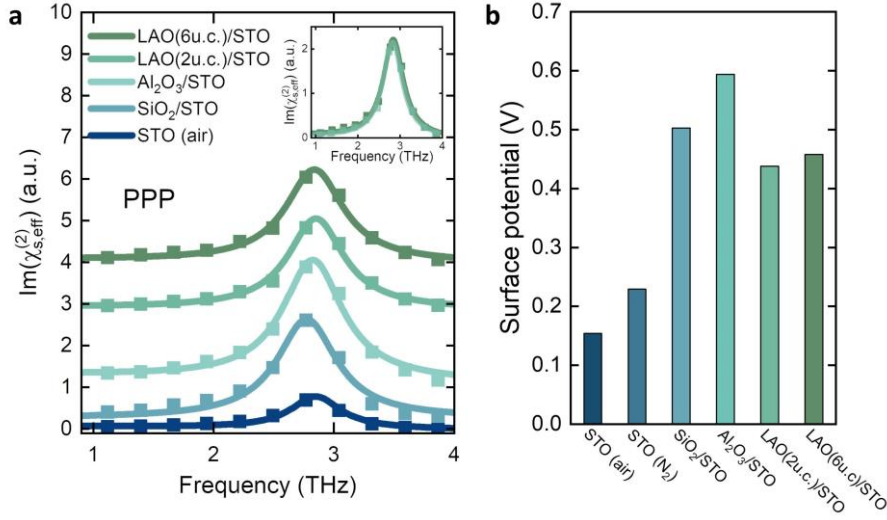 a
10
9
8
7
6
5
4
3
2
1
0
Im(χ(2)s,eff) (a.u.)
LAO(6u.c.)/STO
LAO(2u.c.)/STO
Al2O3/STO
SiO2/STO
STO (air)
PPP
2
1
0
Im(χ(2)s,eff) (a.u.)
1 2 3 4
Frequency (THz)
1 2 3 4
Frequency (THz)
b
0.7
0.6
0.5
0.4
0.3
0.2
0.1
0.0
Surface potential (V)
STO (air)
STO (N2)
SiO2/STO
Al2O3/STO
LAO(2u.c.)/STO
LAO(6u.c)/STO